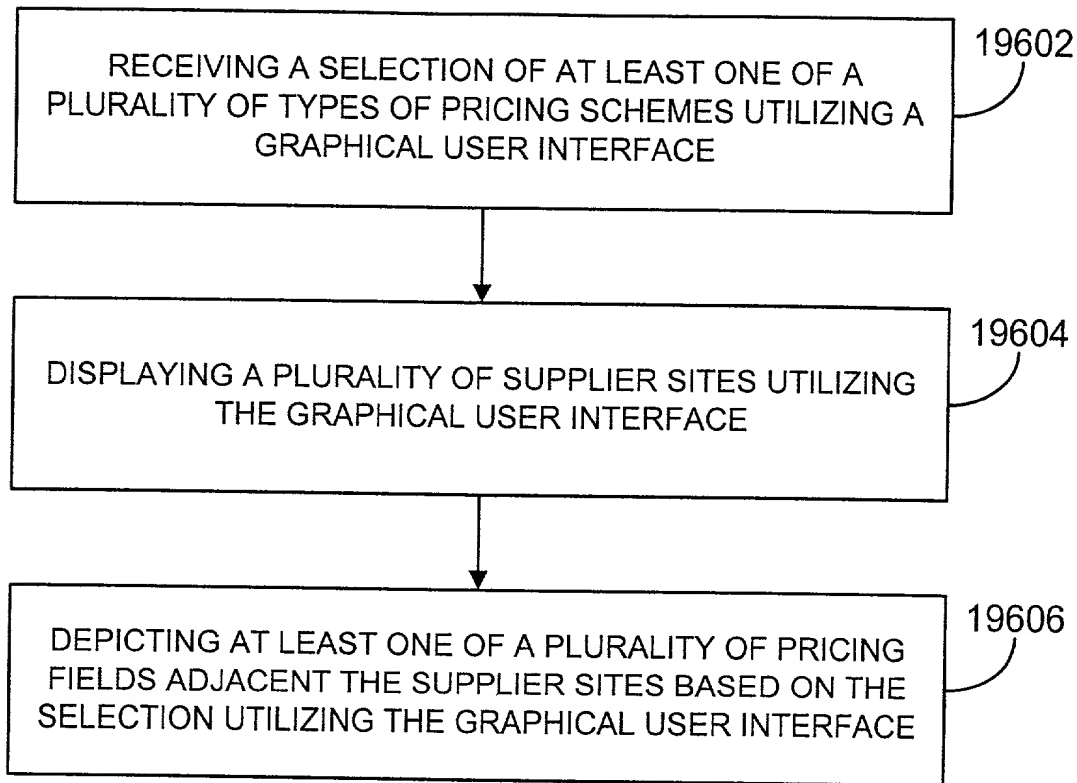 19602
RECEIVING A SELECTION OF AT LEAST ONE OF A
PLURALITY OF TYPES OF PRICING SCHEMES UTILIZING A
GRAPHICAL USER INTERFACE
19604
DISPLAYING A PLURALITY OF SUPPLIER SITES UTILIZING
THE GRAPHICAL USER INTERFACE
19606
DEPICTING AT LEAST ONE OF A PLURALITY OF PRICING
FIELDS ADJACENT THE SUPPLIER SITES BASED ON THE
SELECTION UTILIZING THE GRAPHICAL USER INTERFACE